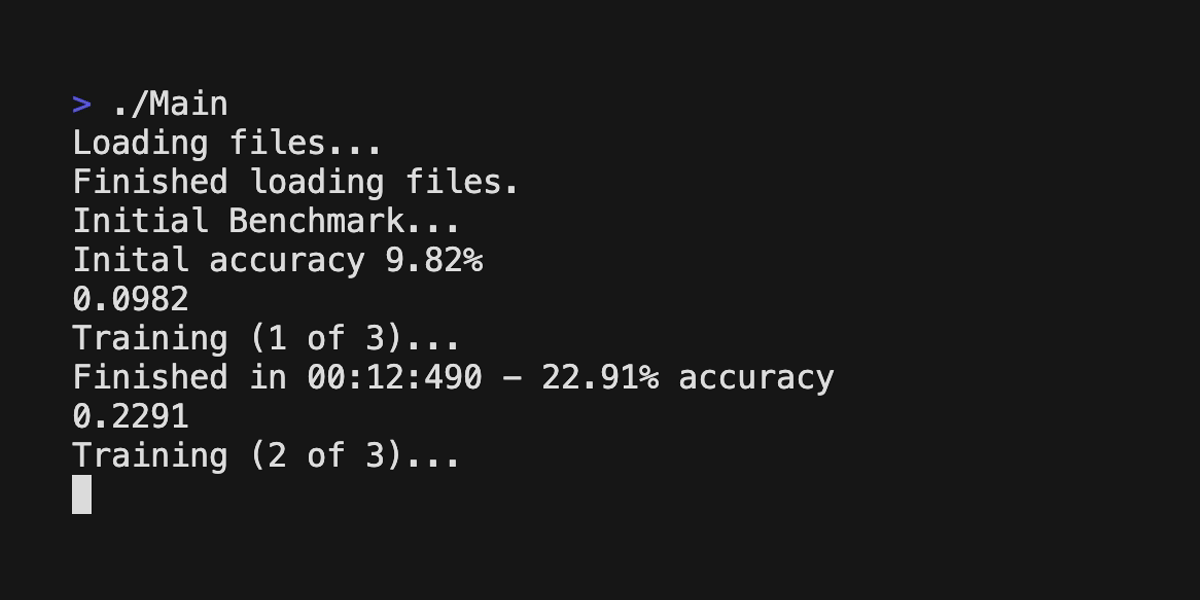 > ./Main
Loading files...
Finished loading files.
Initial Benchmark...
Inital accuracy 9.82%
0.0982
Training (1 of 3)...
Finished in 00:12:490 – 22.91% accuracy
0.2291
Training (2 of 3)...